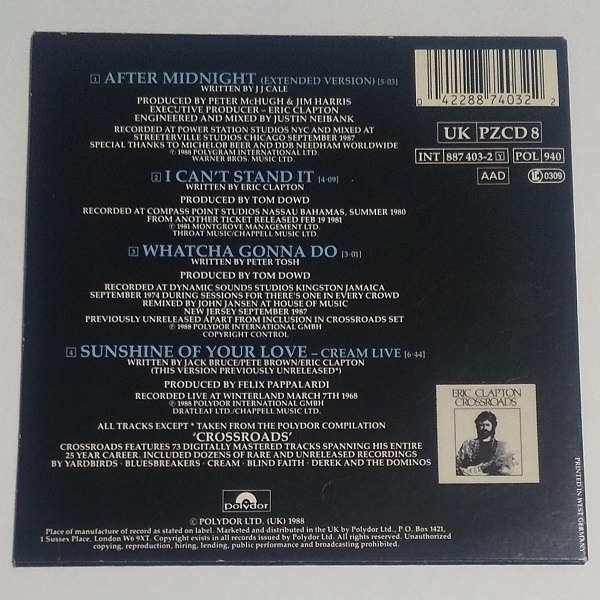 1 AFTER MIDNIGHT (EXTENDED VERSION) [5·03]
WRITTEN BY J J CALE
PRODUCED BY PETER McHUGH & JIM HARRIS
EXECUTIVE PRODUCER – ERIC CLAPTON
ENGINEERED AND MIXED BY JUSTIN NEIBANK
RECORDED AT POWER STATION STUDIOS NYC AND MIXED AT
STREETERVILLE STUDIOS CHICAGO SEPTEMBER 1987
SPECIAL THANKS TO MICHELOB BEER AND DDB NEEDHAM WORLDWIDE
℗ 1988 POLYGRAM INTERNATIONAL LTD.
WARNER BROS. MUSIC LTD.
2 I CAN'T STAND IT [4·09]
WRITTEN BY ERIC CLAPTON
PRODUCED BY TOM DOWD
RECORDED AT COMPASS POINT STUDIOS NASSAU BAHAMAS, SUMMER 1980
FROM ANOTHER TICKET RELEASED FEB 19 1981
℗ 1981 MONTGROVE MANAGEMENT LTD.
THROAT MUSIC/CHAPPELL MUSIC LTD.
3 WHATCHA GONNA DO [3·01]
WRITTEN BY PETER TOSH
PRODUCED BY TOM DOWD
RECORDED AT DYNAMIC SOUNDS STUDIOS KINGSTON JAMAICA
SEPTEMBER 1974 DURING SESSIONS FOR THERE'S ONE IN EVERY CROWD
REMIXED BY JOHN JANSEN AT HOUSE OF MUSIC
NEW JERSEY SEPTEMBER 1987
PREVIOUSLY UNRELEASED APART FROM INCLUSION IN CROSSROADS SET
℗ 1988 POLYDOR INTERNATIONAL GMBH
COPYRIGHT CONTROL
4 SUNSHINE OF YOUR LOVE – CREAM LIVE [6·44]
WRITTEN BY JACK BRUCE/PETE BROWN/ERIC CLAPTON
(THIS VERSION PREVIOUSLY UNRELEASED*)
PRODUCED BY FELIX PAPPALARDI
RECORDED LIVE AT WINTERLAND MARCH 7TH 1968
℗ 1988 POLYDOR INTERNATIONAL GMBH
DRATLEAF LTD./CHAPPELL MUSIC LTD.
ALL TRACKS EXCEPT * TAKEN FROM THE POLYDOR COMPILATION
'CROSSROADS'
CROSSROADS FEATURES 73 DIGITALLY MASTERED TRACKS SPANNING HIS ENTIRE
25 YEAR CAREER. INCLUDED DOZENS OF RARE AND UNRELEASED RECORDINGS
BY YARDBIRDS · BLUESBREAKERS · CREAM · BLIND FAITH · DEREK AND THE DOMINOS
0 42288 74032 2
UK PZCD 8
INT 887 403-2 Y POL 940
AAD LC 0309
ERIC CLAPTON
CROSSROADS
polydor
© POLYDOR LTD. (UK) 1988
Place of manufacture of record as stated on label. Marketed and distributed in the UK by Polydor Ltd., P.O. Box 1421,
1 Sussex Place, London W6 9XT. Copyright exists in all records issued by Polydor Ltd. All rights reserved. Unauthorized
copying, reproduction, hiring, lending, public performance and broadcasting prohibited.
PRINTED IN WEST GERMANY